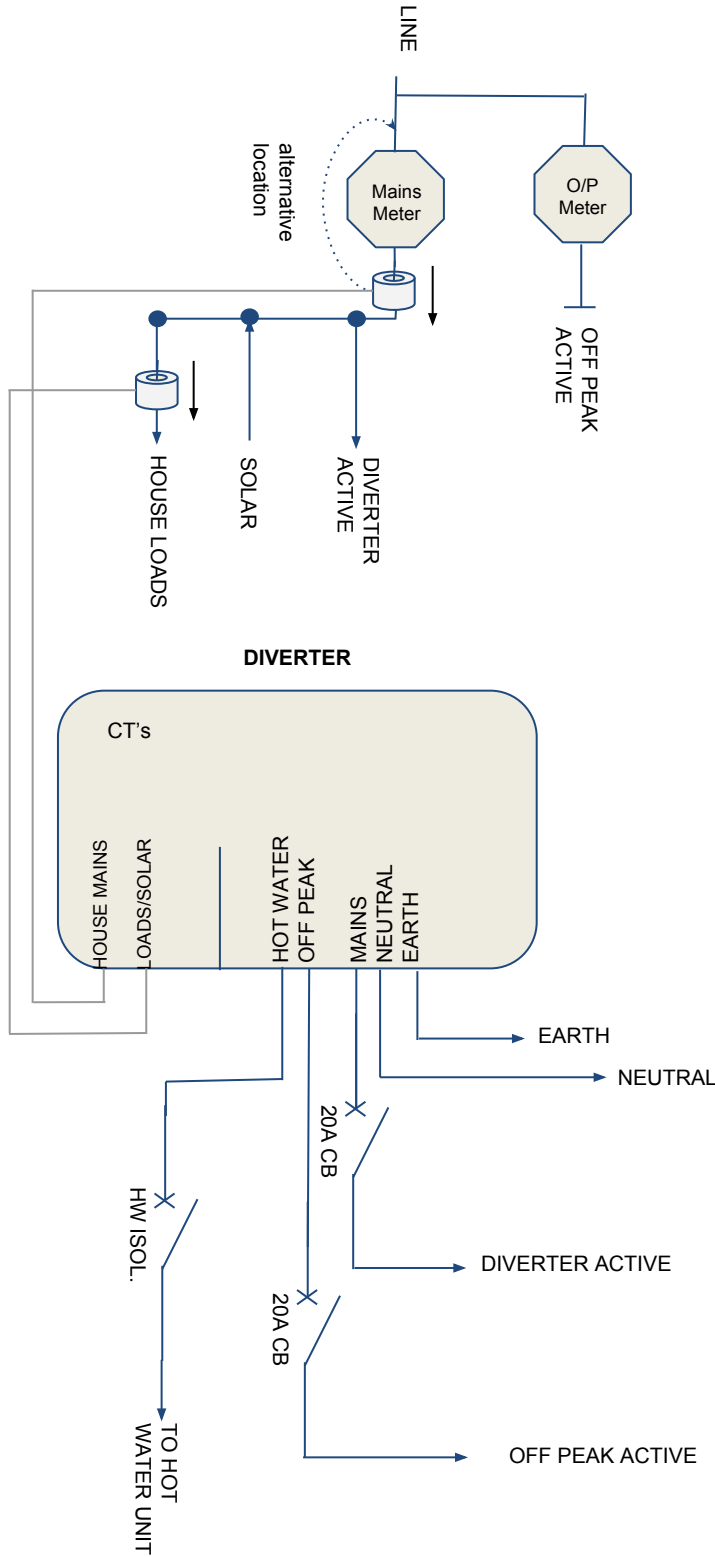 LINE
alternative
location
Mains
Meter
O/P
Meter
OFF PEAK
ACTIVE
DIVERTER
ACTIVE
SOLAR
HOUSE LOADS
DIVERTER
CT's
HOUSE MAINS
LOADS/SOLAR
HOT WATER
OFF PEAK
MAINS
NEUTRAL
EARTH
EARTH
NEUTRAL
20A CB
HW ISOL.
DIVERTER ACTIVE
20A CB
TO HOT
WATER UNIT
OFF PEAK ACTIVE